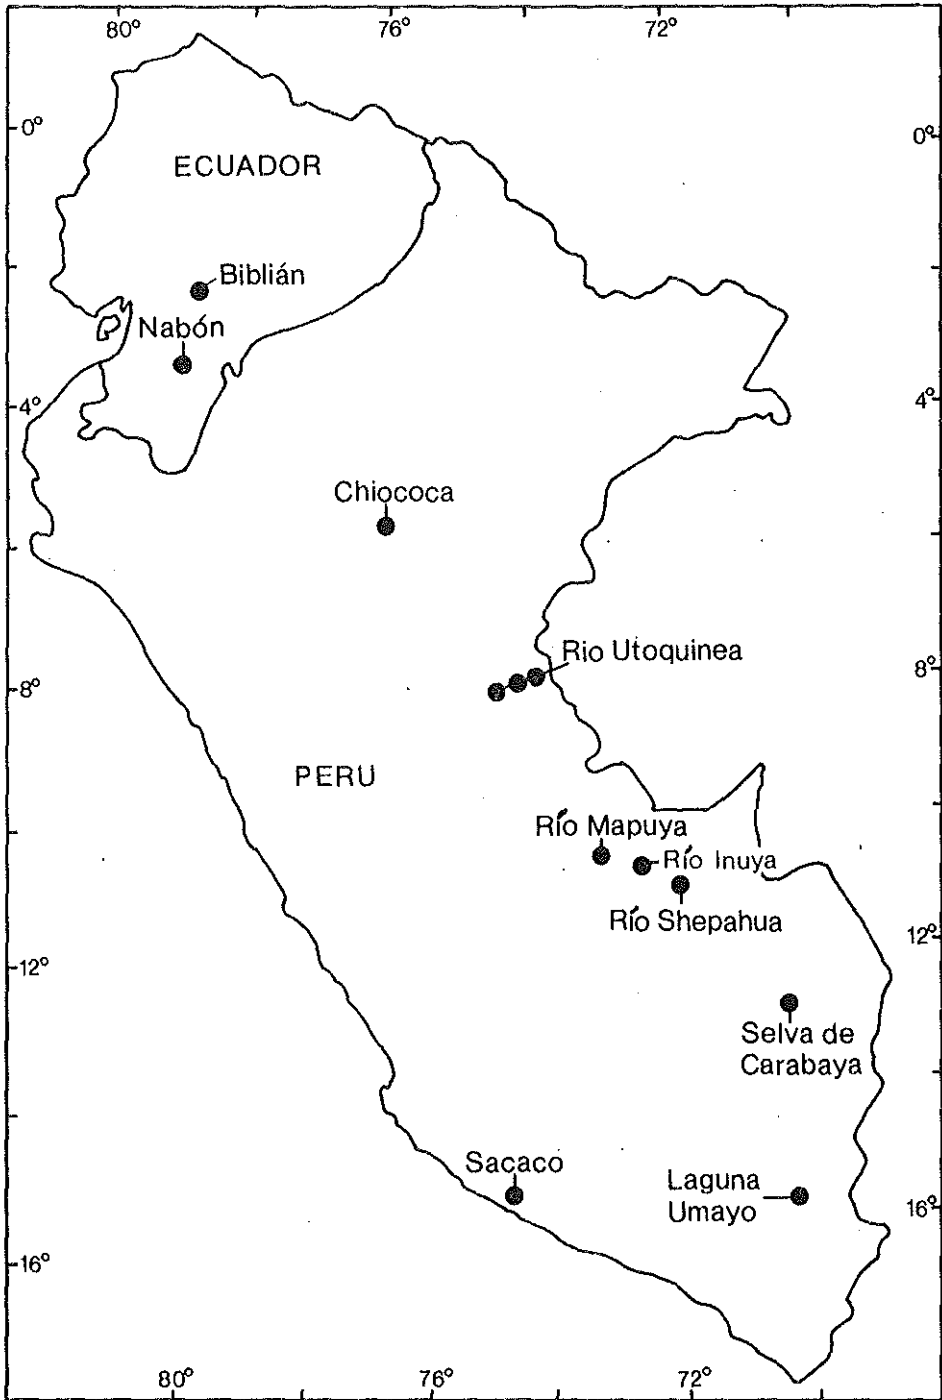 80° 76° 72°
0° 0°
ECUADOR
Biblián
Nabón
4° 4°
Chiococa
Rio Utoquinea
8° 8°
PERU
Río Mapuya
Río Inuya
Río Shepahua
12° 12°
Selva de
Carabaya
Sacaco
Laguna
Umayo
16° 16°
80° 76° 72°